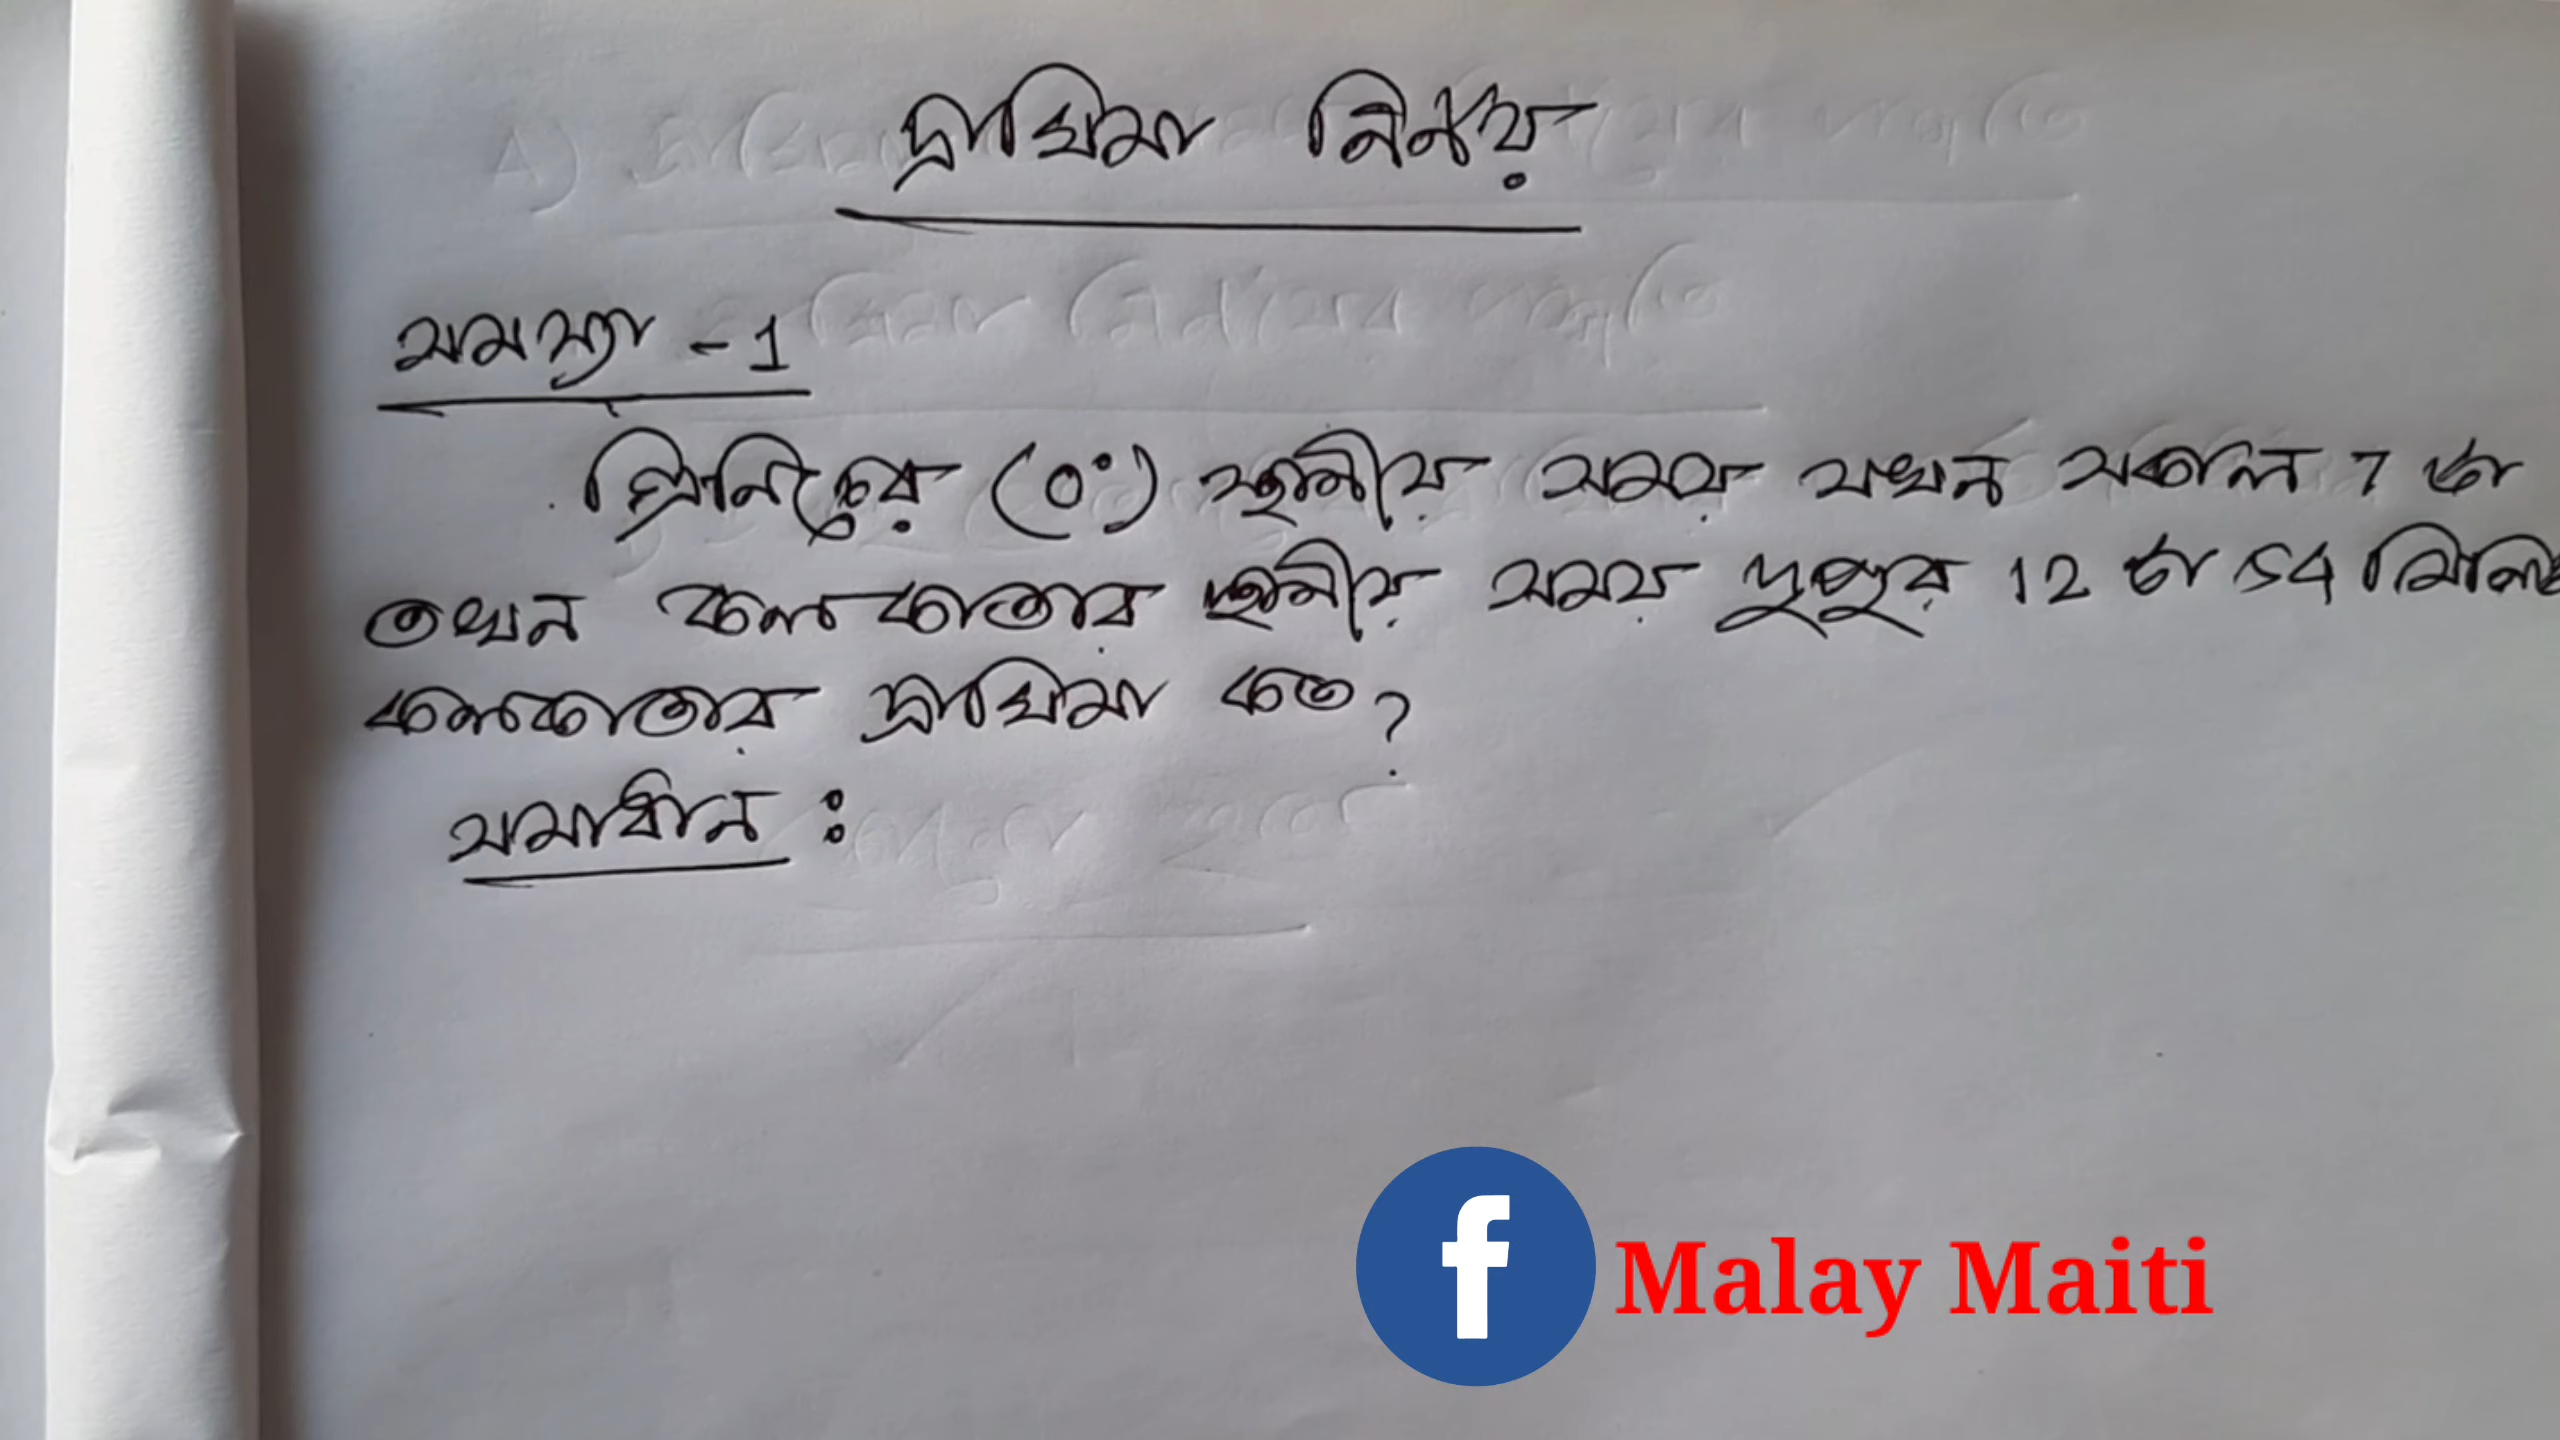 দ্রাঘিমা নির্ণয়
সমস্যা - 1
গ্রিনিচের (0°) স্থানীয় সময় যখন সকাল 7 টা
তখন কলকাতার স্থানীয় সময় দুপুর 12 টা 54 মিনিট
কলকাতার দ্রাঘিমা কত?
সমাধান :
f Malay Maiti